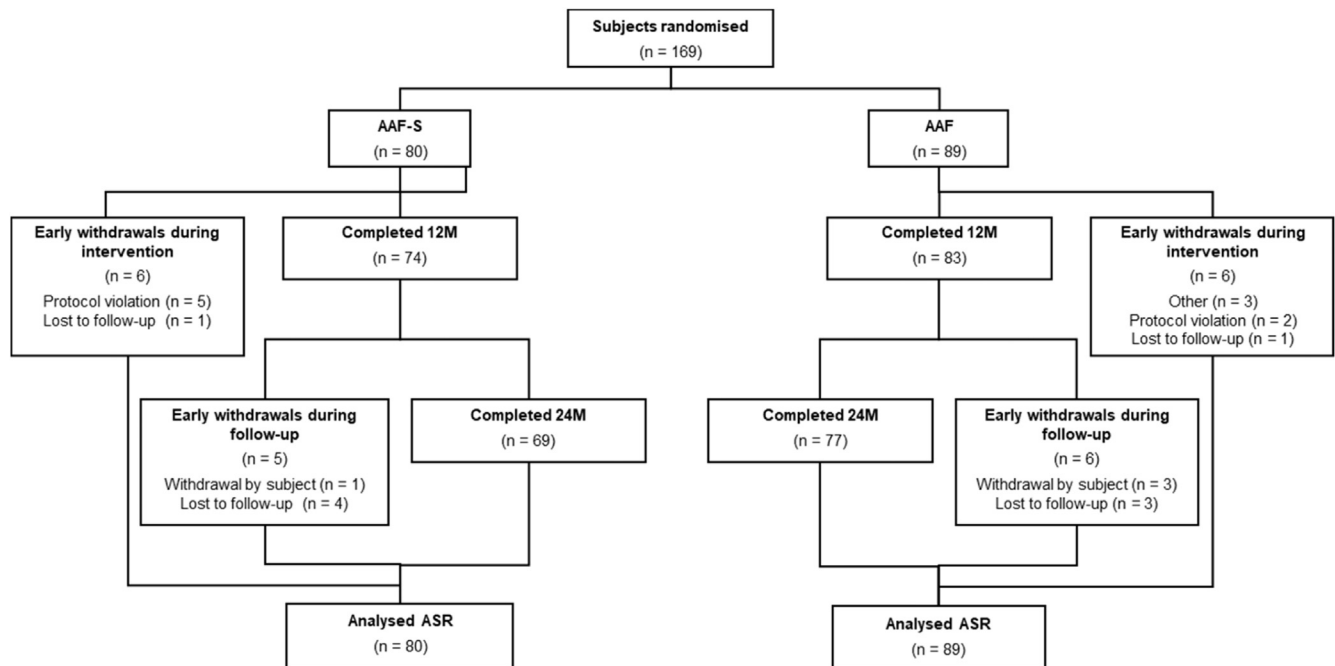 Subjects randomised
(n = 169)
AAF-S
(n = 80)
AAF
(n = 89)
Early withdrawals during
intervention
(n = 6)
Protocol violation (n = 5)
Lost to follow-up (n = 1)
Completed 12M
(n = 74)
Completed 12M
(n = 83)
Early withdrawals during
intervention
(n = 6)
Other (n = 3)
Protocol violation (n = 2)
Lost to follow-up (n = 1)
Early withdrawals during
follow-up
(n = 5)
Withdrawal by subject (n = 1)
Lost to follow-up (n = 4)
Completed 24M
(n = 69)
Completed 24M
(n = 77)
Early withdrawals during
follow-up
(n = 6)
Withdrawal by subject (n = 3)
Lost to follow-up (n = 3)
Analysed ASR
(n = 80)
Analysed ASR
(n = 89)